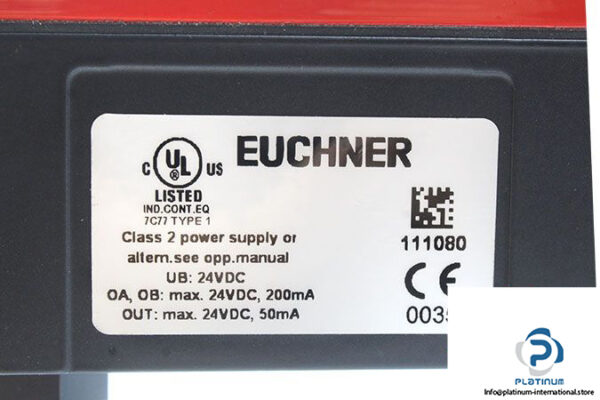 C UL US
®
LISTED
IND.CONT.EQ
7C77 TYPE 1
EUCHNER
Class 2 power supply or
altern.see opp.manual
UB: 24VDC
OA, OB: max. 24VDC, 200mA
OUT: max. 24VDC, 50mA
111080
CE
PLATINUM
Info@platinum-international.store